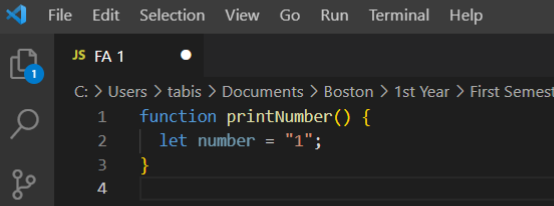 File Edit Selection View Go Run Terminal Help
JS FA 1
1
C: > Users > tabis > Documents > Boston > 1st Year > First Semest
1 function printNumber() {
2 let number = "1";
3 }
4